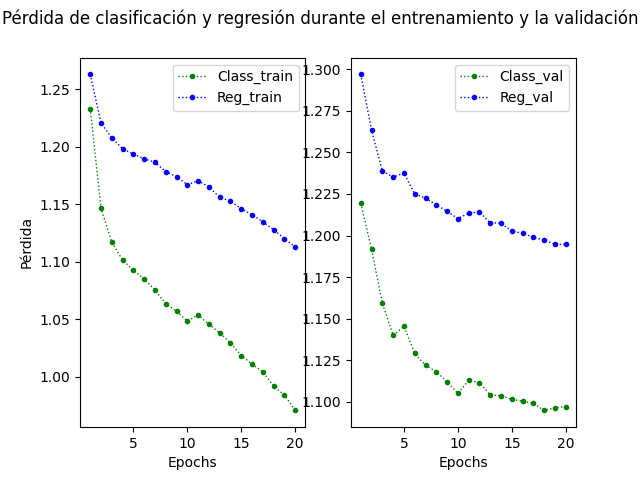 Pérdida de clasificación y regresión durante el entrenamiento y la validación
Class_train
Reg_train
1.25
1.20
1.15
1.10
1.05
1.00
Pérdida
5
10
15
20
Epochs
Class_val
Reg_val
1.300
1.275
1.250
1.225
1.200
1.175
1.150
1.125
1.100
5
10
15
20
Epochs